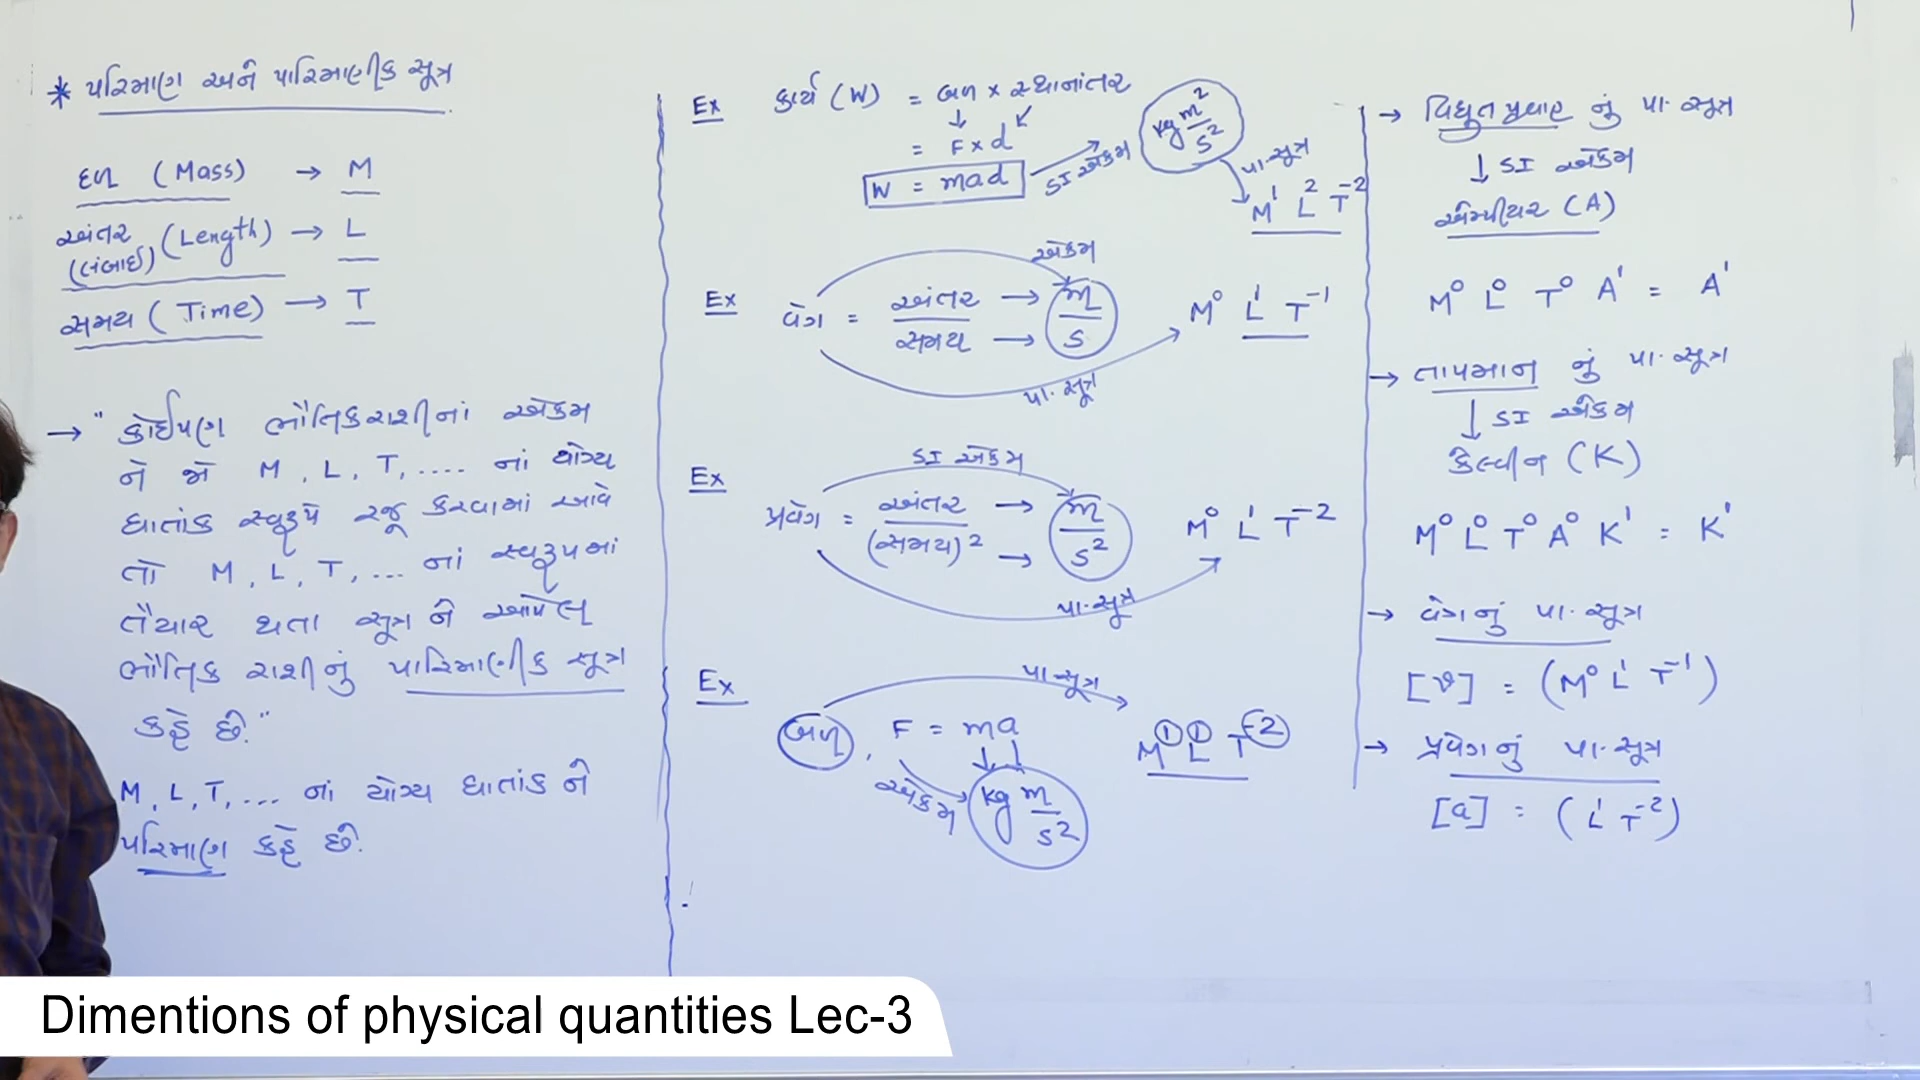 * પરિમાણ અને પારિમાણીક સૂત્ર
દળ (Mass) → M
અંતર (Length) → L
(લંબાઈ)
સમય (Time) → T
→ " કોઈપણ ભૌતિકરાશીનાં એકમ
ને જો M, L, T, .... નાં યોગ્ય
ઘાતાંક સ્વરૂપે રજૂ કરવામાં આવે
તો M, L, T, ... નાં સ્વરૂપમાં
તૈયાર થતા સૂત્ર ને આપેલ
ભૌતિક રાશીનું પારિમાણીક સૂત્ર
કહે છે."
M, L, T, ... નાં યોગ્ય ઘાતાંક ને
પરિમાણ કહે છે.
Ex કાર્ય (W) = બળ × સ્થાનાંતર
↓ ↙
= F × d
W = mad
SI એકમ
kg m²/s²
પા.સૂત્ર
M¹ L² T⁻²
Ex વેગ = અંતર/સમય → m/s
એકમ
M⁰ L¹ T⁻¹
પા.સૂત્ર
Ex પ્રવેગ = અંતર/(સમય)² → m/s²
SI એકમ
M⁰ L¹ T⁻²
પા.સૂત્ર
Ex બળ, F = ma
પા.સૂત્ર
M¹ L¹ T⁻²
એકમ
kg m/s²
→ વિદ્યુતપ્રવાહ નું પા.સૂત્ર
↓ SI એકમ
એમ્પીયર (A)
M⁰ L⁰ T⁰ A¹ = A¹
→ તાપમાન નું પા.સૂત્ર
↓ SI એકમ
કેલ્વીન (K)
M⁰ L⁰ T⁰ A⁰ K¹ = K¹
→ વેગનું પા.સૂત્ર
[v] = (M⁰ L¹ T⁻¹)
→ પ્રવેગનું પા.સૂત્ર
[a] = (L¹ T⁻²)
Dimentions of physical quantities Lec-3